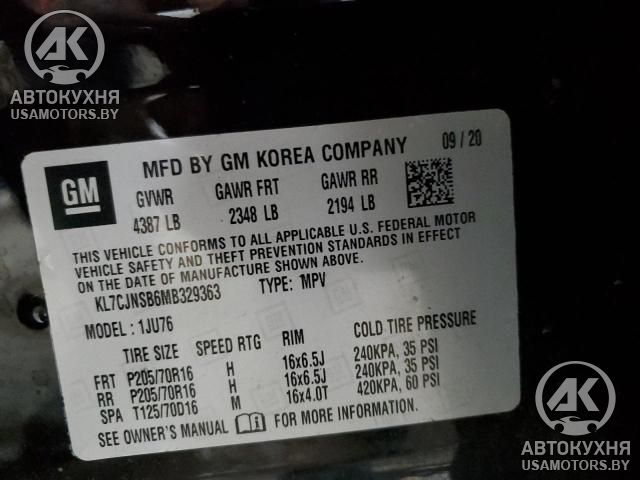 AK
АВТОКУХНЯ
USAMOTORS.BY
GM
MFD BY GM KOREA COMPANY 09 / 20
GVWR GAWR FRT GAWR RR
4387 LB 2348 LB 2194 LB
THIS VEHICLE CONFORMS TO ALL APPLICABLE U.S. FEDERAL MOTOR
VEHICLE SAFETY AND THEFT PREVENTION STANDARDS IN EFFECT
ON THE DATE OF MANUFACTURE SHOWN ABOVE.
KL7CJNSB6MB329363 TYPE: MPV
MODEL : 1JU76
TIRE SIZE SPEED RTG RIM COLD TIRE PRESSURE
FRT P205/70R16 H 16x6.5J 240KPA, 35 PSI
RR P205/70R16 H 16x6.5J 240KPA, 35 PSI
SPA T125/70D16 M 16x4.0T 420KPA, 60 PSI
SEE OWNER'S MANUAL i FOR MORE INFORMATION.
AK
АВТОКУХНЯ
USAMOTORS.BY